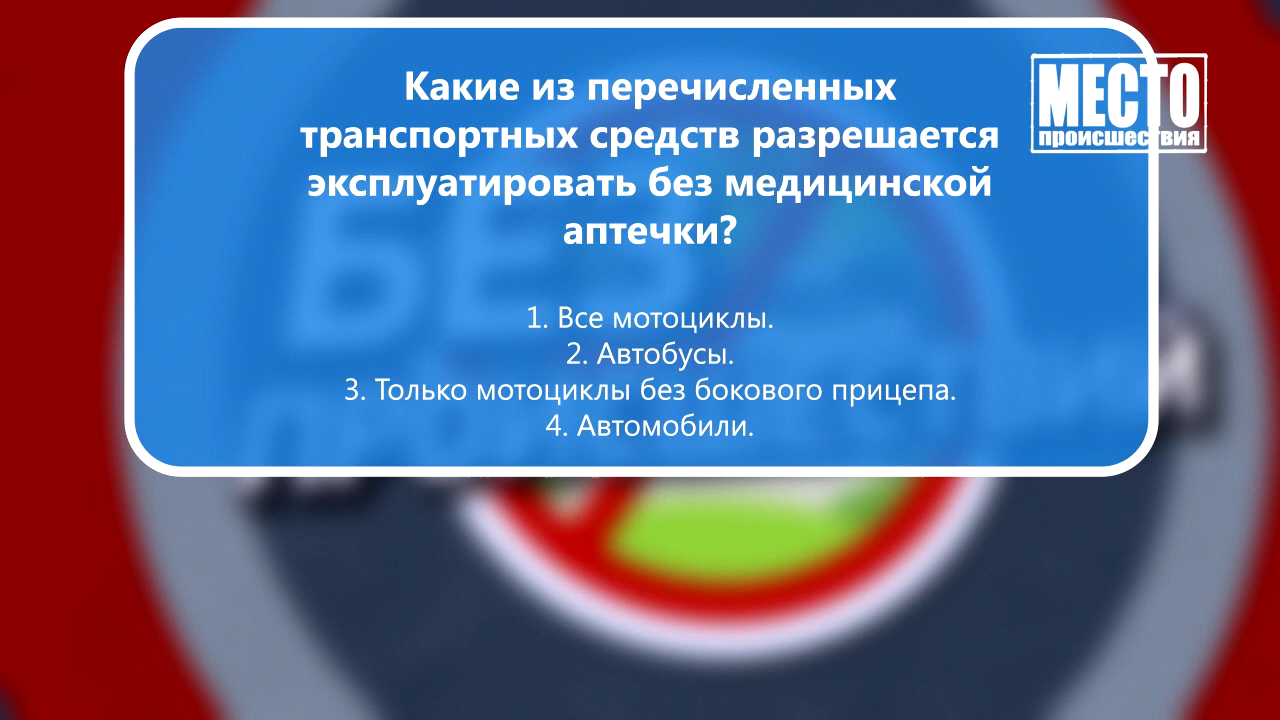 Какие из перечисленных
транспортных средств разрешается
эксплуатировать без медицинской
аптечки?
1. Все мотоциклы.
2. Автобусы.
3. Только мотоциклы без бокового прицепа.
4. Автомобили.
МЕСТО
происшествия
БЕЗ